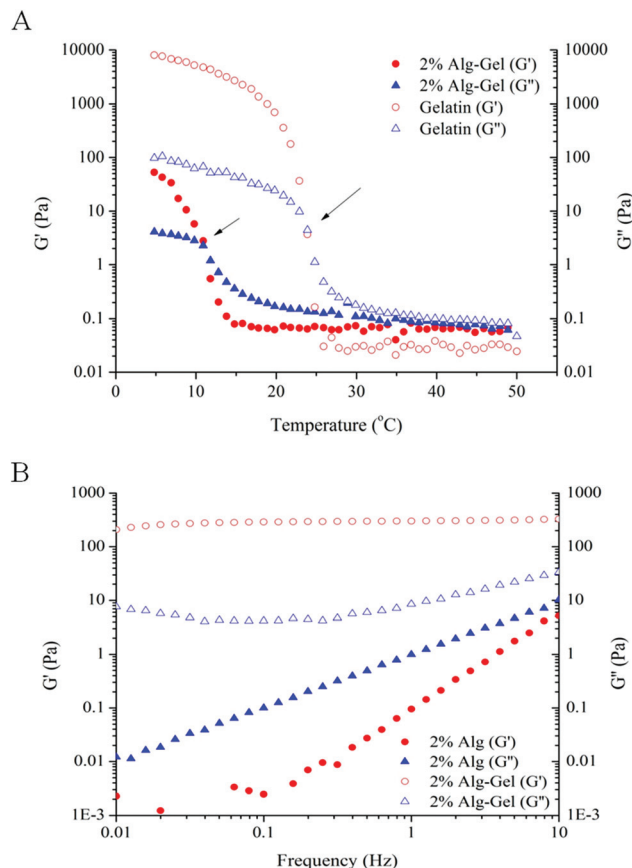 A
10000
1000
100
10
1
0.1
0.01
G' (Pa)
10000
1000
100
10
1
0.1
0.01
G'' (Pa)
2% Alg-Gel (G')
2% Alg-Gel (G'')
Gelatin (G')
Gelatin (G'')
0 10 20 30 40 50
Temperature (°C)
B
1000
100
10
1
0.1
0.01
1E-3
G' (Pa)
1000
100
10
1
0.1
0.01
1E-3
G'' (Pa)
2% Alg (G')
2% Alg (G'')
2% Alg-Gel (G')
2% Alg-Gel (G'')
0.01 0.1 1 10
Frequency (Hz)